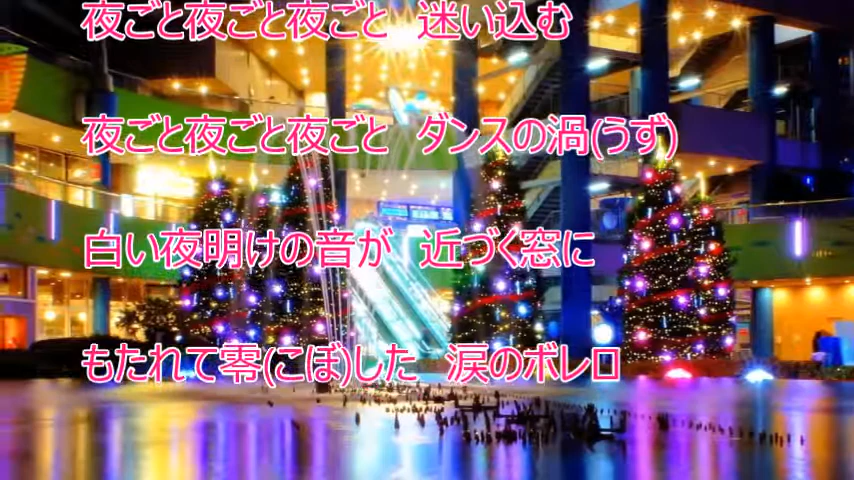 夜ごと夜ごと夜ごと　迷い込む
夜ごと夜ごと夜ごと　ダンスの渦(うず)
白い夜明けの音が　近づく窓に
もたれて零(こぼ)した　涙のボレロ